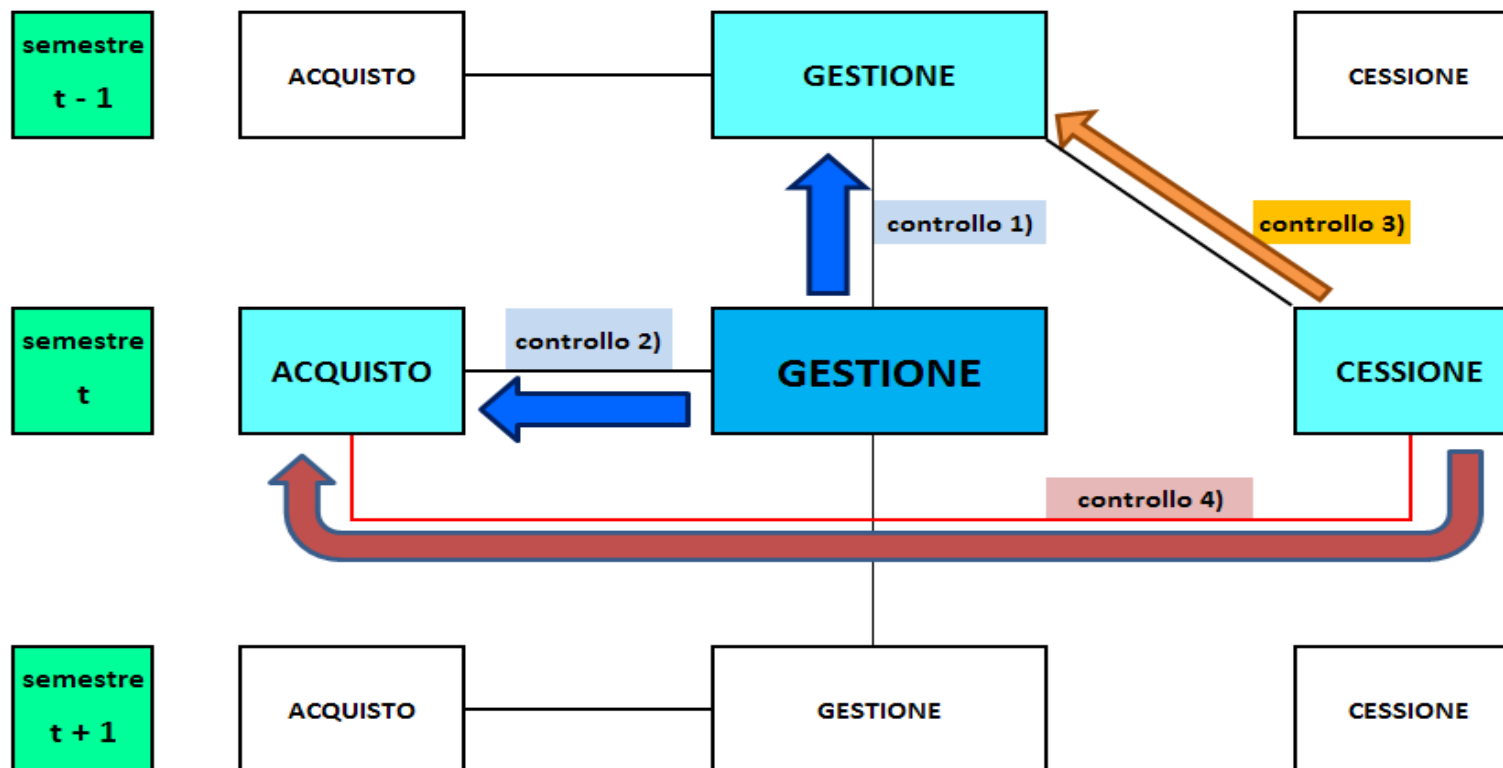 semestre
t - 1
ACQUISTO
GESTIONE
CESSIONE
controllo 1)
controllo 3)
semestre
t
ACQUISTO
controllo 2)
GESTIONE
CESSIONE
controllo 4)
semestre
t + 1
ACQUISTO
GESTIONE
CESSIONE